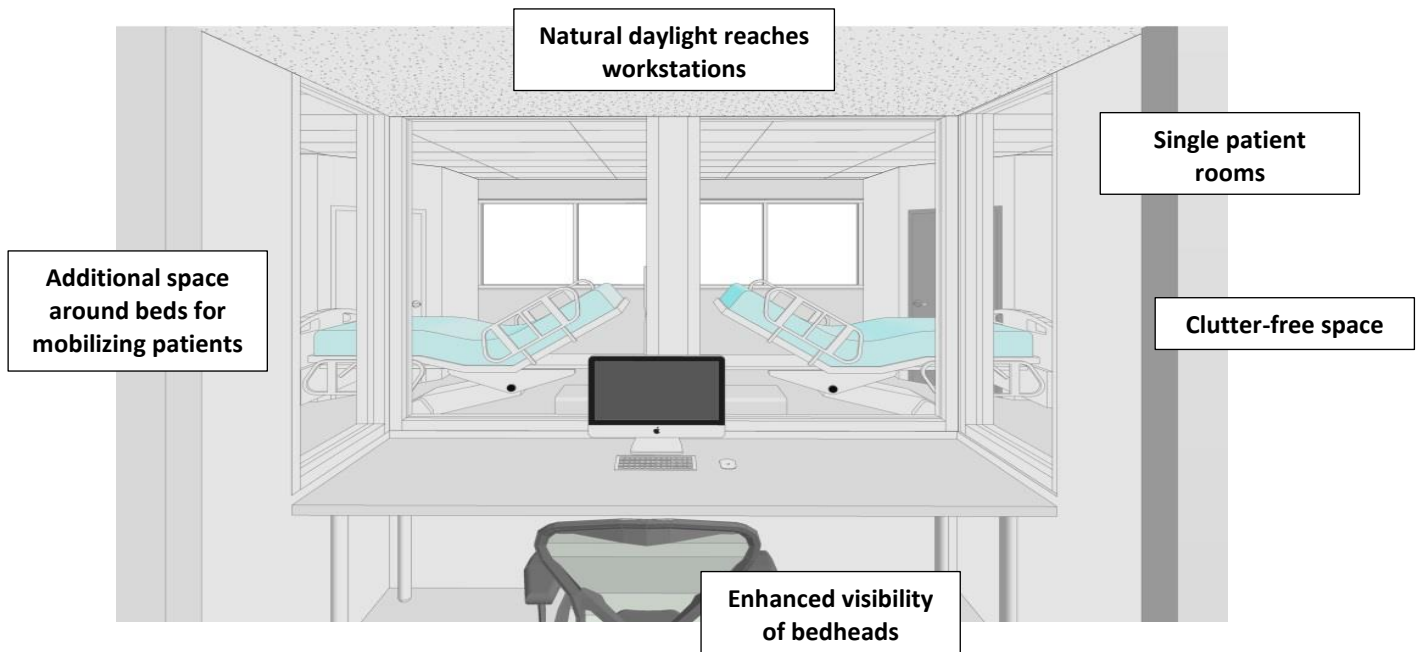 Natural daylight reaches
workstations
Single patient
rooms
Additional space
around beds for
mobilizing patients
Clutter-free space
Enhanced visibility
of bedheads